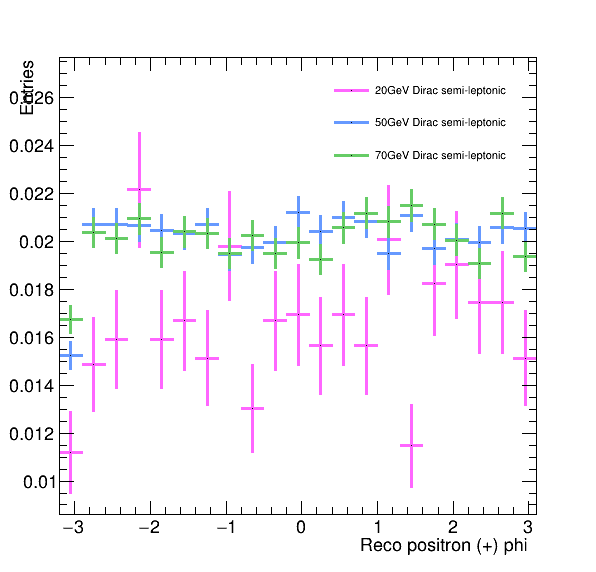 Entries
0.026
0.024
0.022
0.02
0.018
0.016
0.014
0.012
0.01
20GeV Dirac semi-leptonic
50GeV Dirac semi-leptonic
70GeV Dirac semi-leptonic
−3 −2 −1 0 1 2 3
Reco positron (+) phi